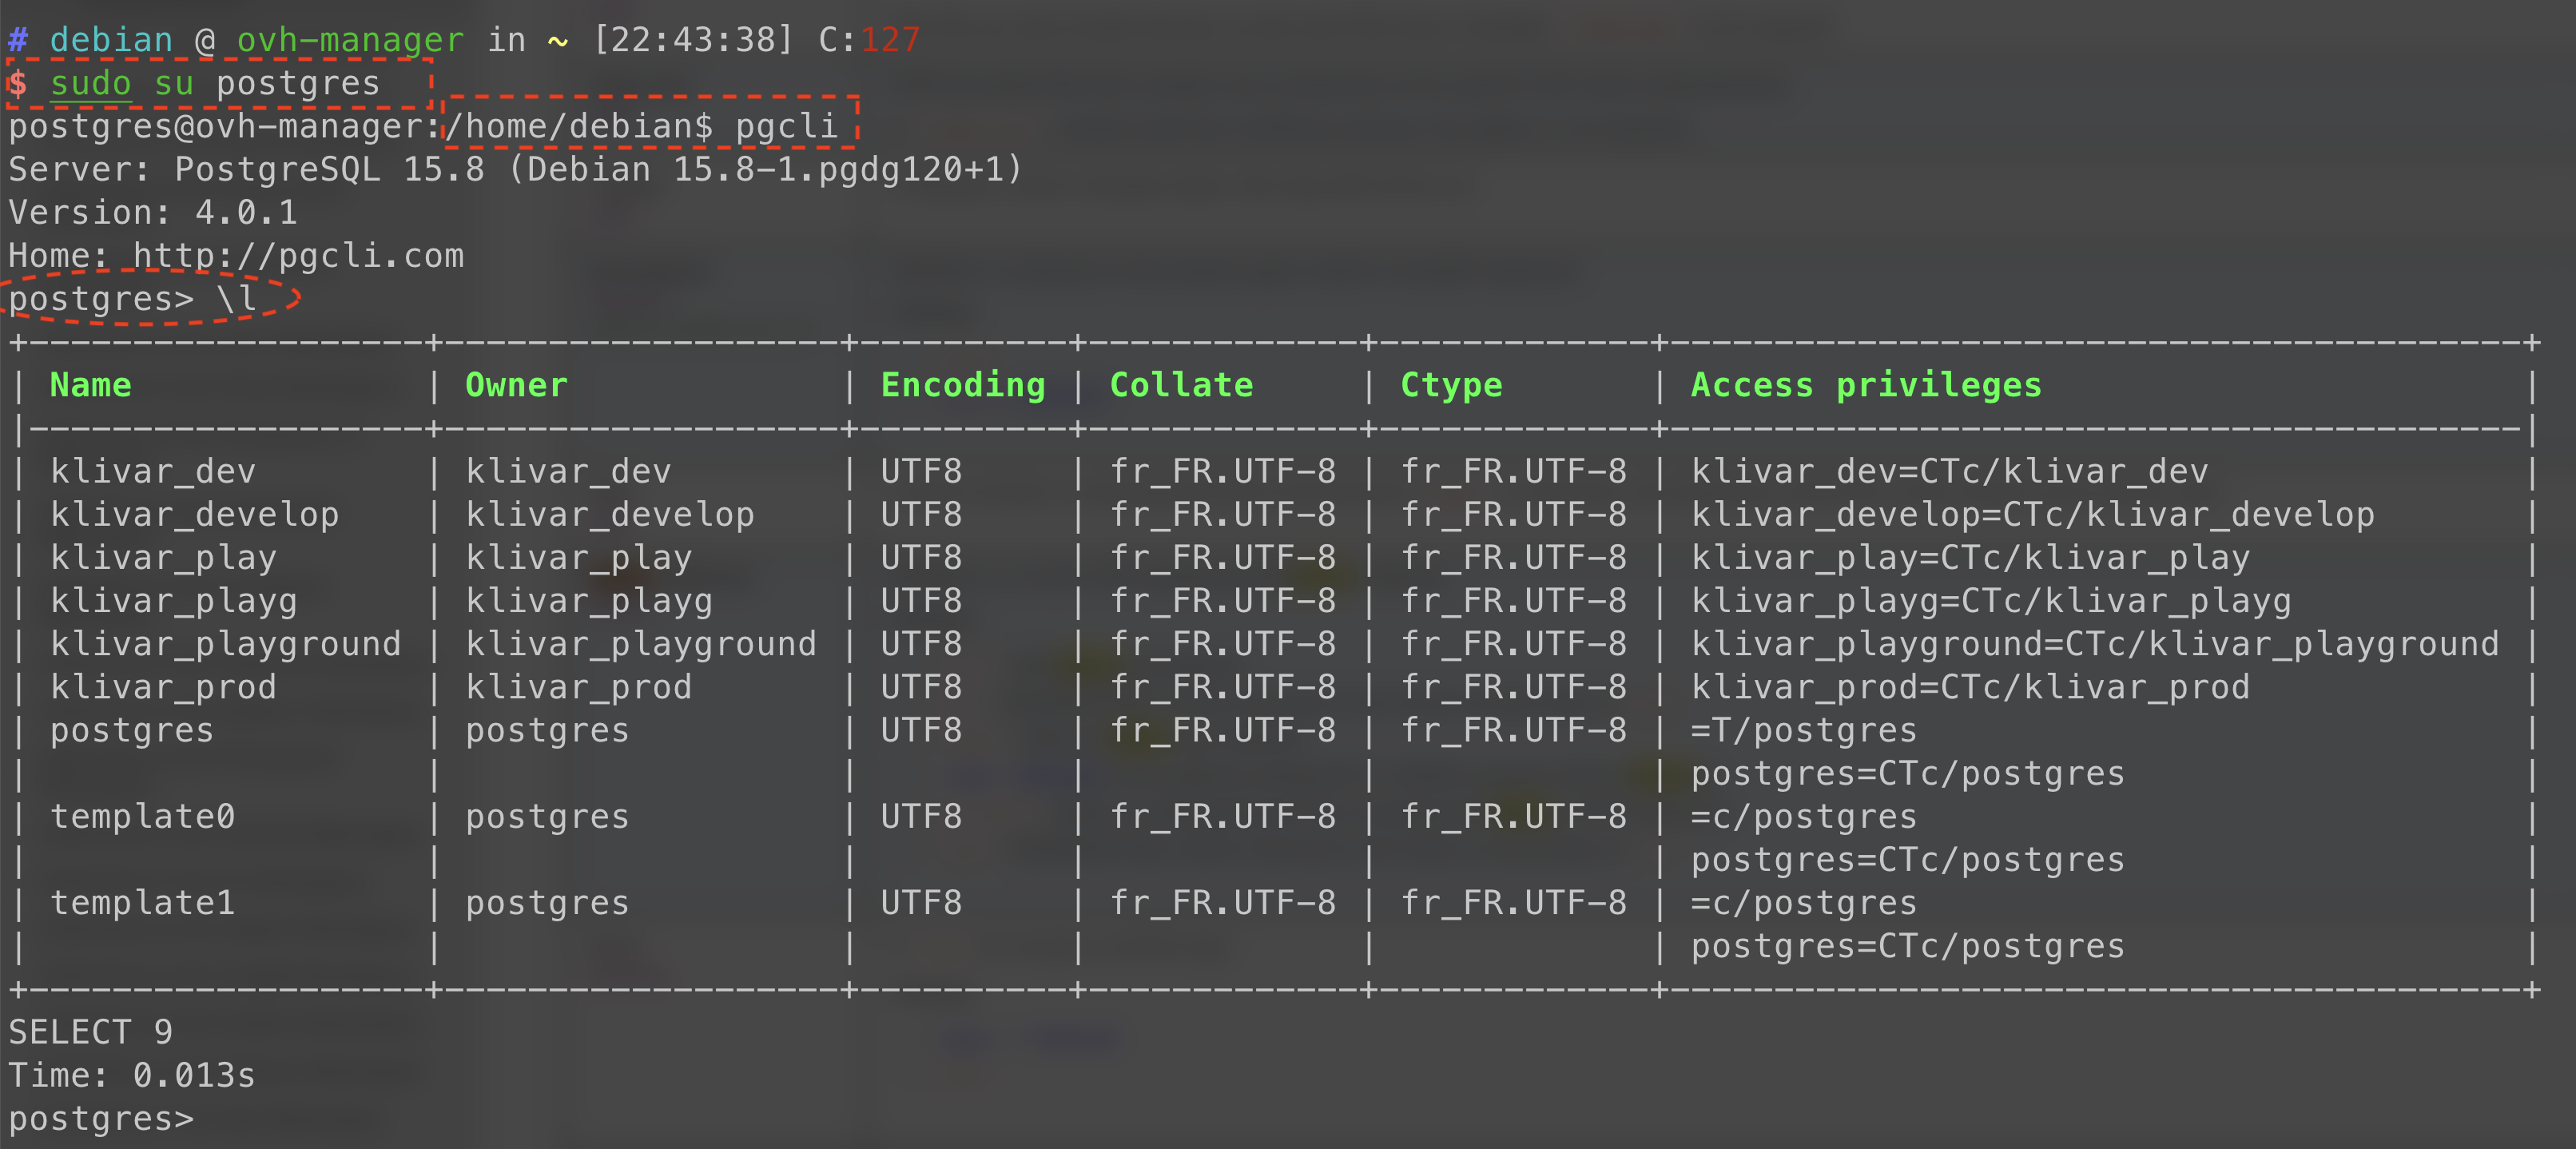 # debian @ ovh-manager in ~ [22:43:38] C:127
$ sudo su postgres
postgres@ovh-manager:/home/debian$ pgcli
Server: PostgreSQL 15.8 (Debian 15.8-1.pgdg120+1)
Version: 4.0.1
Home: http://pgcli.com
postgres> \l
+-------------------+-------------------+----------+-------------+-------------+-----------------------------------------+
| Name              | Owner             | Encoding | Collate     | Ctype       | Access privileges                       |
|-------------------+-------------------+----------+-------------+-------------+-----------------------------------------|
| klivar_dev        | klivar_dev        | UTF8     | fr_FR.UTF-8 | fr_FR.UTF-8 | klivar_dev=CTc/klivar_dev               |
| klivar_develop    | klivar_develop    | UTF8     | fr_FR.UTF-8 | fr_FR.UTF-8 | klivar_develop=CTc/klivar_develop       |
| klivar_play       | klivar_play       | UTF8     | fr_FR.UTF-8 | fr_FR.UTF-8 | klivar_play=CTc/klivar_play             |
| klivar_playg      | klivar_playg      | UTF8     | fr_FR.UTF-8 | fr_FR.UTF-8 | klivar_playg=CTc/klivar_playg           |
| klivar_playground | klivar_playground | UTF8     | fr_FR.UTF-8 | fr_FR.UTF-8 | klivar_playground=CTc/klivar_playground |
| klivar_prod       | klivar_prod       | UTF8     | fr_FR.UTF-8 | fr_FR.UTF-8 | klivar_prod=CTc/klivar_prod             |
| postgres          | postgres          | UTF8     | fr_FR.UTF-8 | fr_FR.UTF-8 | =T/postgres                             |
|                   |                   |          |             |             | postgres=CTc/postgres                   |
| template0         | postgres          | UTF8     | fr_FR.UTF-8 | fr_FR.UTF-8 | =c/postgres                             |
|                   |                   |          |             |             | postgres=CTc/postgres                   |
| template1         | postgres          | UTF8     | fr_FR.UTF-8 | fr_FR.UTF-8 | =c/postgres                             |
|                   |                   |          |             |             | postgres=CTc/postgres                   |
+-------------------+-------------------+----------+-------------+-------------+-----------------------------------------+
SELECT 9
Time: 0.013s
postgres>